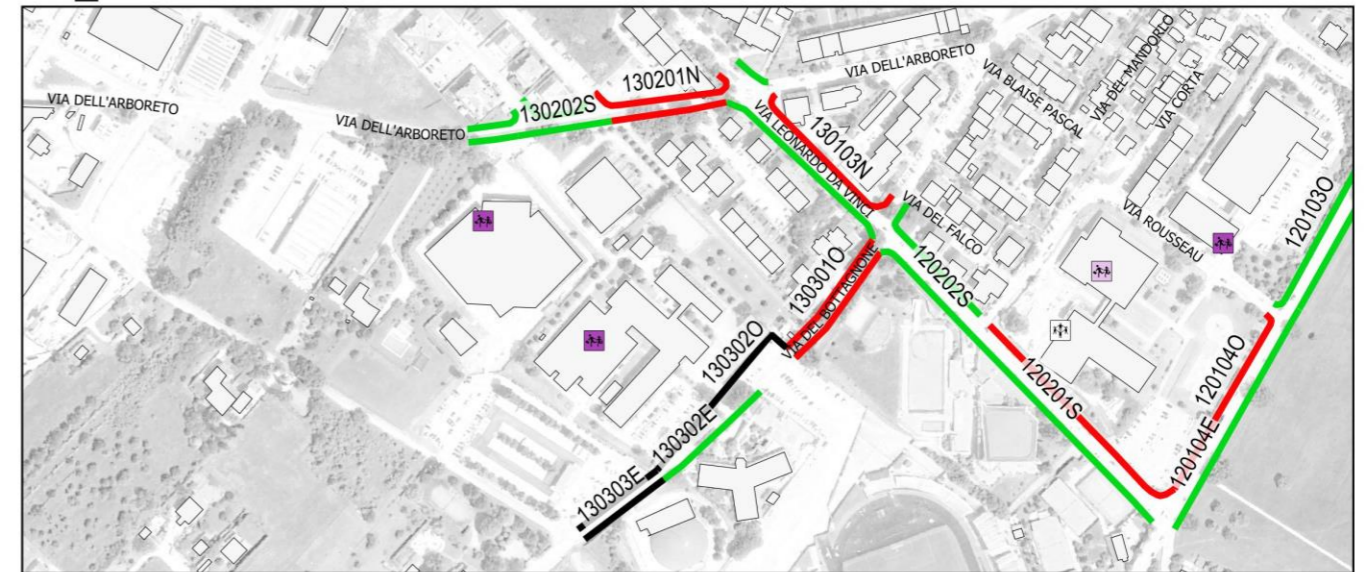 VIA DELL'ARBORETO
VIA DELL'ARBORETO
130202S
130201N
VIA DELL'ARBORETO
VIA BLAISE PASCAL
VIA DEL MANDORLO
VIA CORTA
VIA LEONARDO DA VINCI
130103N
VIA DEL FALCO
VIA ROUSSEAU
120103O
130301O
VIA DEL BOTTAGNONE
120202S
130302O
120201S
120104O
130302E
120104E
130303E